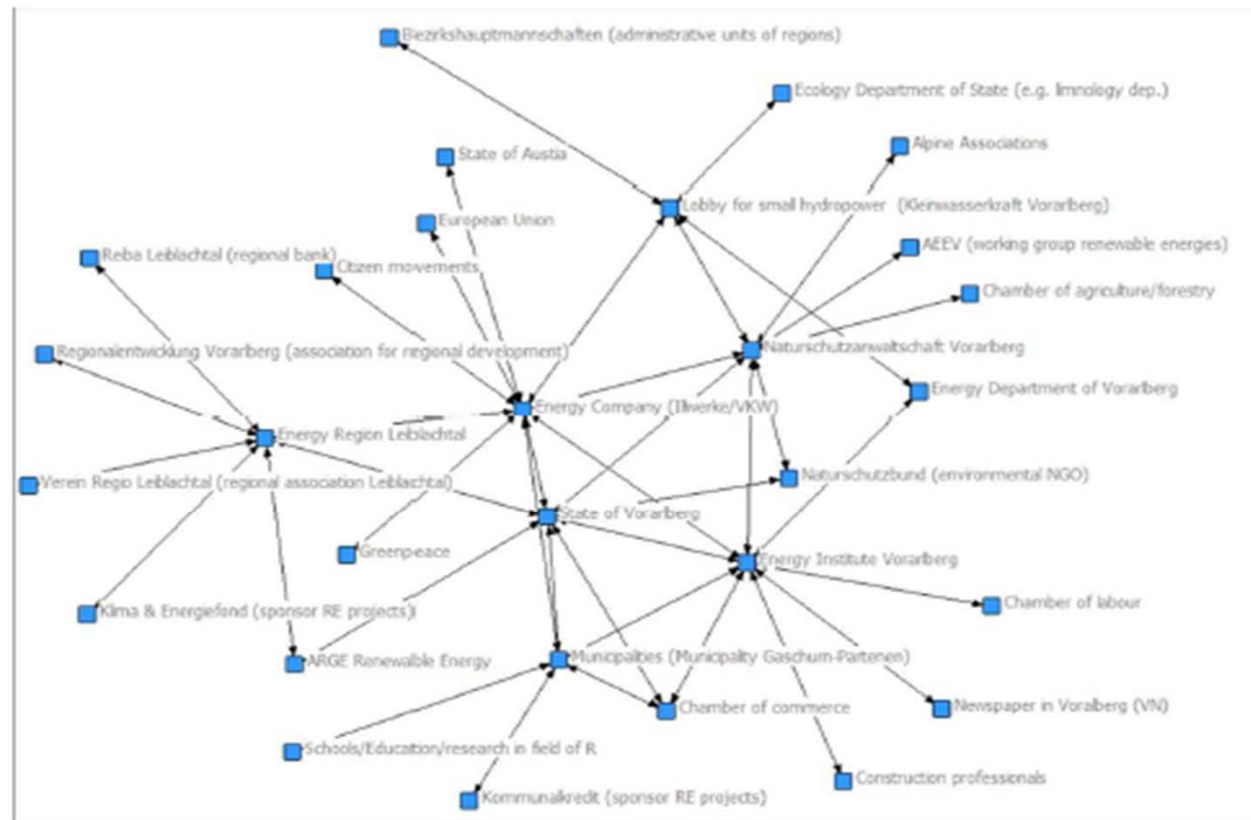 Bezirkshauptmannschaften (administrative units of regions)
Ecology Department of State (e.g. limnology dep.)
Alpine Associations
State of Austia
Lobby for small hydropower (Kleinwasserkraft Vorarlberg)
European Union
AEEV (working group renewable energies)
Reba Leiblachtal (regional bank)
Citizen movements
Chamber of agriculture/forestry
Regionalentwicklung Vorarlberg (association for regional development)
Naturschutzanwaltschaft Vorarlberg
Energy Department of Vorarlberg
Energy Company (Illwerke/VKW)
Energy Region Leiblachtal
Naturschutzbund (environmental NGO)
Verein Regio Leiblachtal (regional association Leiblachtal)
State of Vorarlberg
Greenpeace
Energy Institute Vorarlberg
Chamber of labour
Klima & Energiefond (sponsor RE projects)
Municipalities (Municipality Gaschurn-Partenen)
ARGE Renewable Energy
Chamber of commerce
Newspaper in Voralberg (VN)
Schools/Education/research in field of R
Construction professionals
Kommunalkredit (sponsor RE projects)